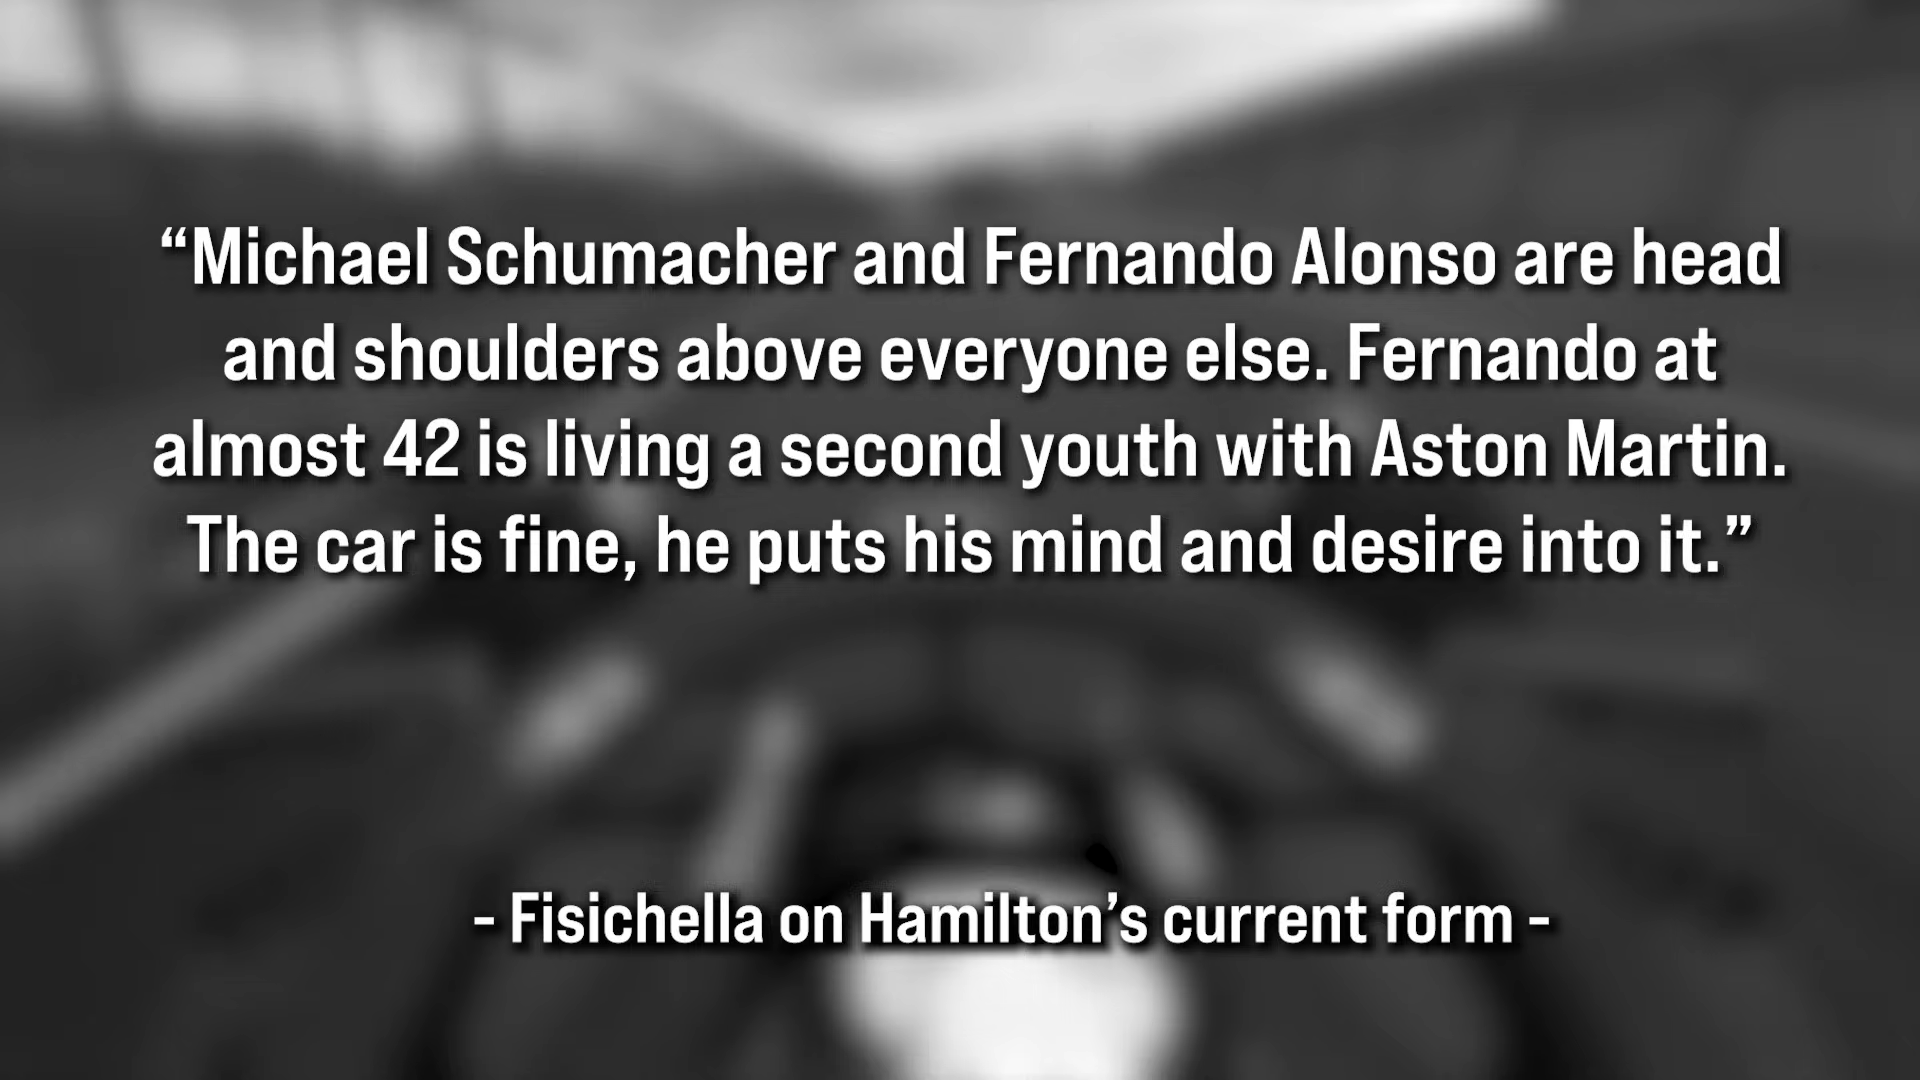 “Michael Schumacher and Fernando Alonso are head
and shoulders above everyone else. Fernando at
almost 42 is living a second youth with Aston Martin.
The car is fine, he puts his mind and desire into it.”
- Fisichella on Hamilton’s current form -